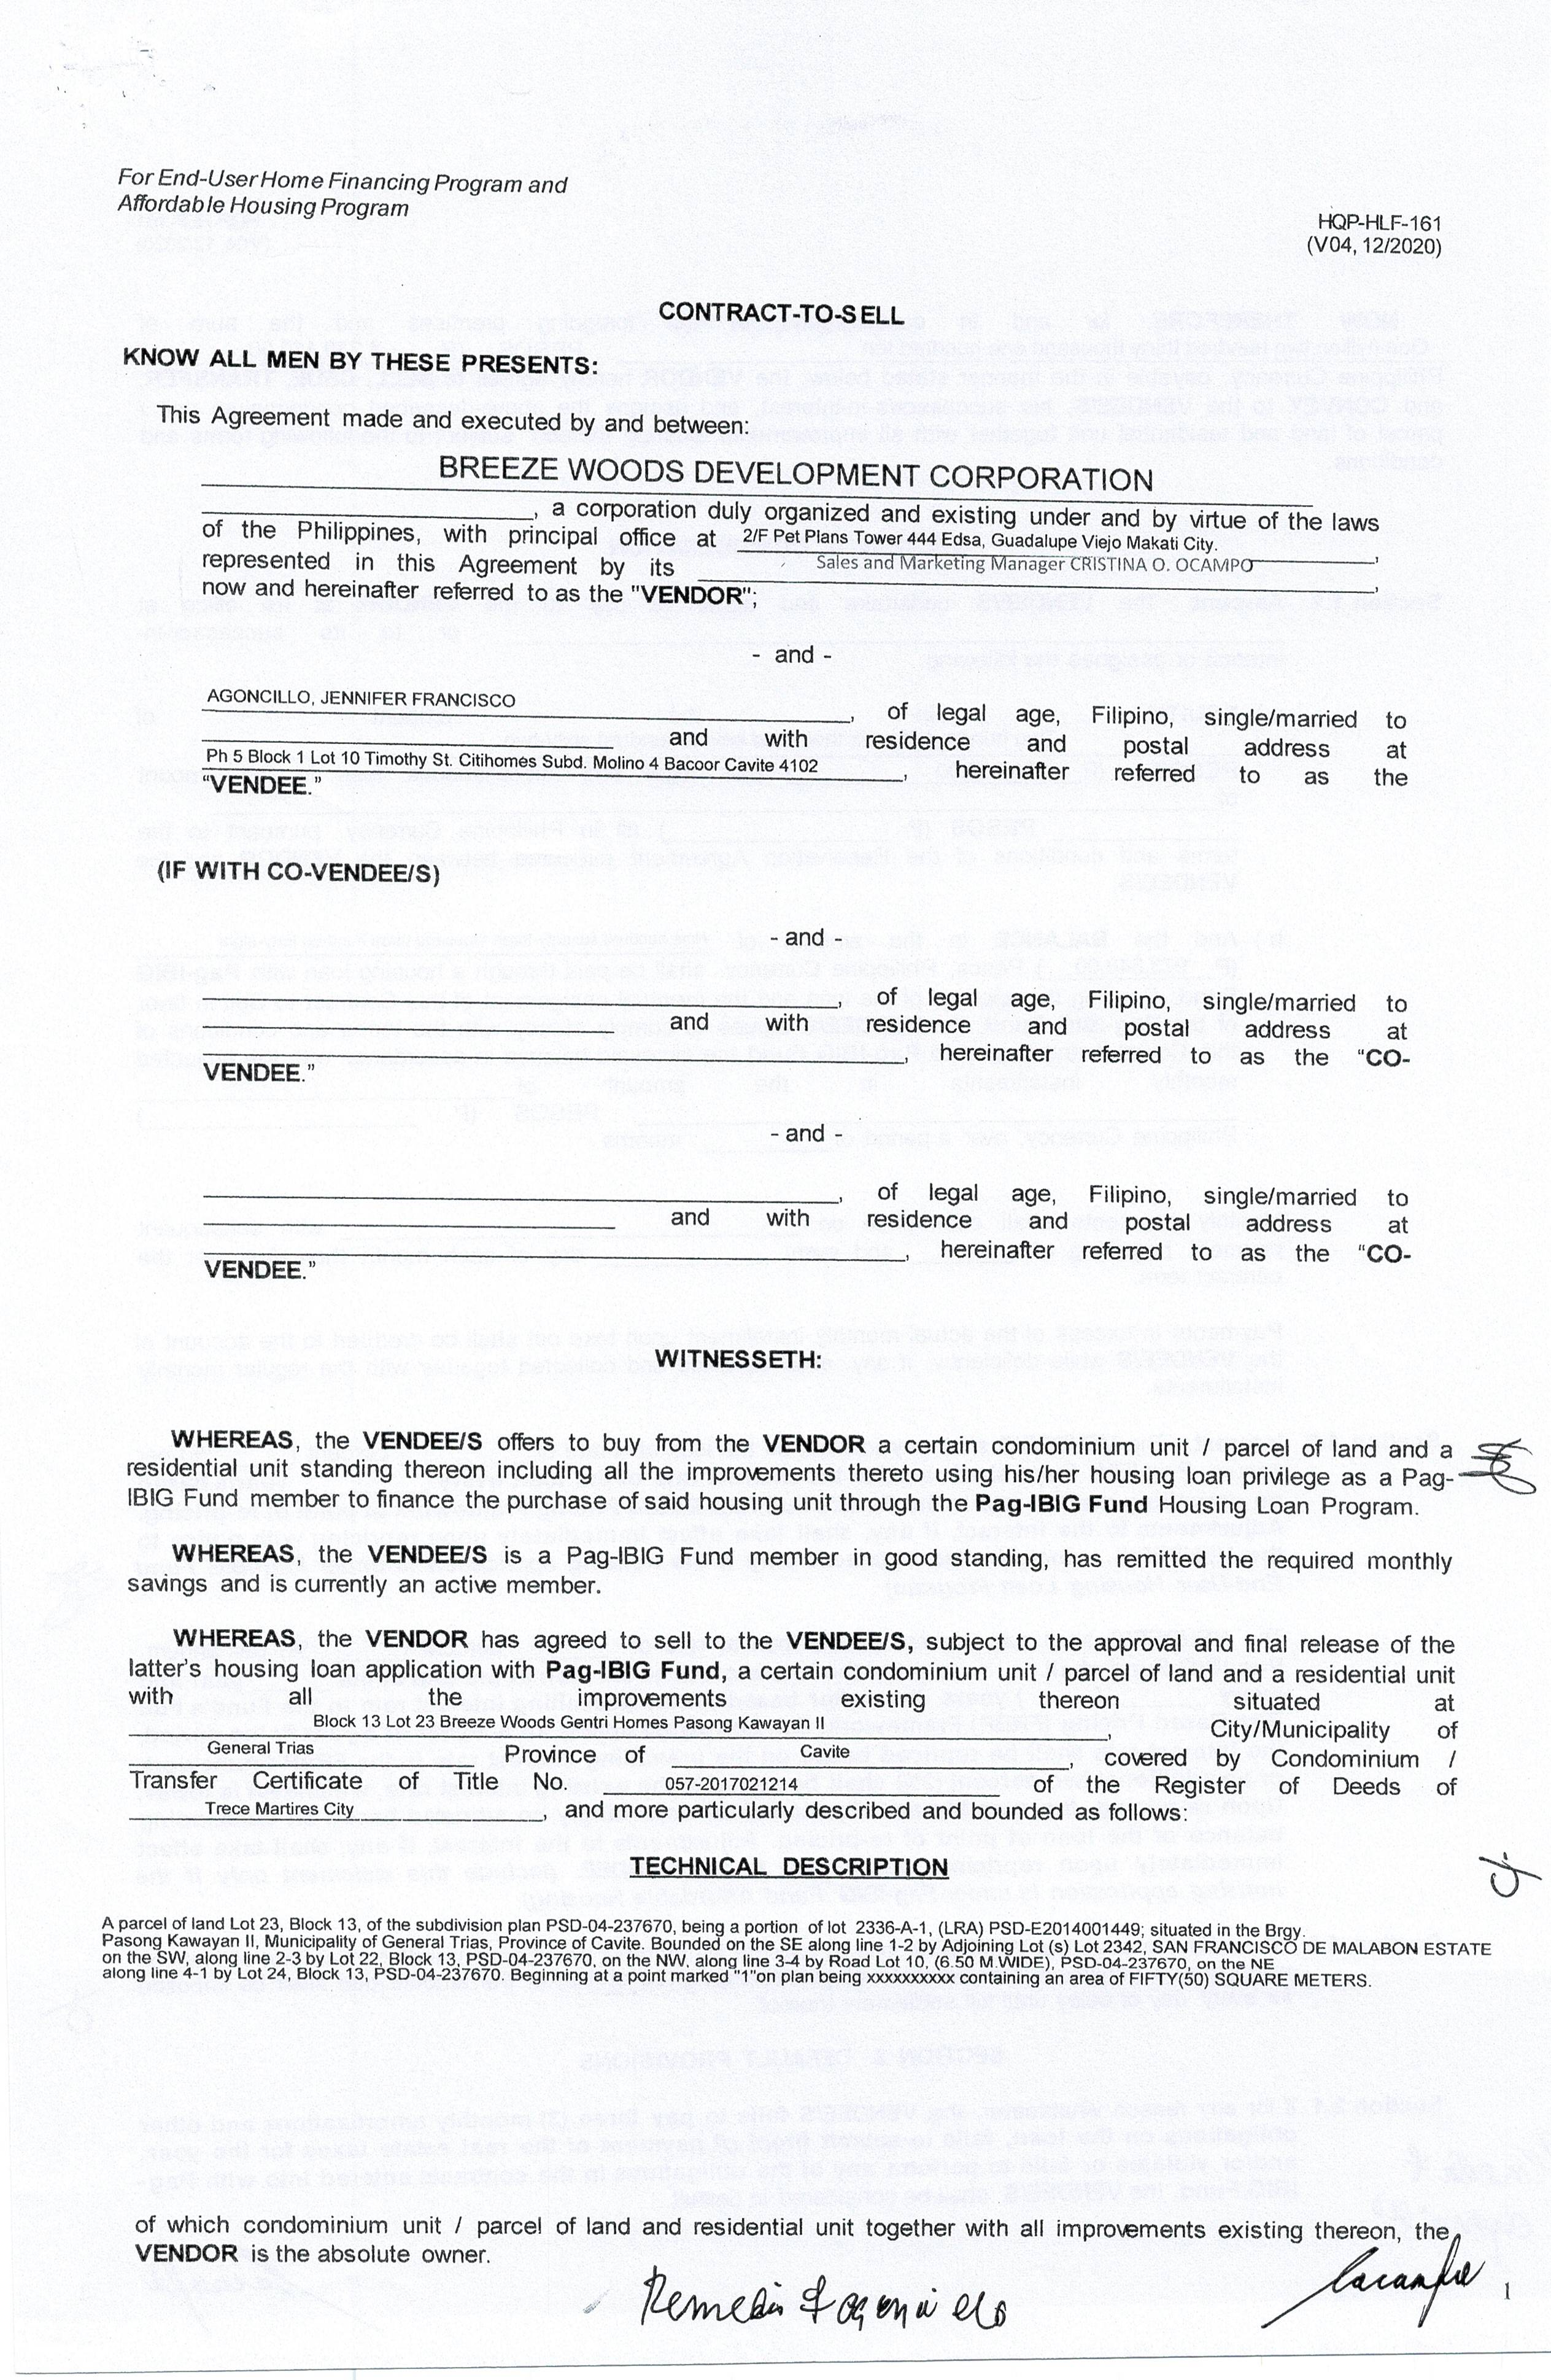 For End-User Home Financing Program and
Affordable Housing Program
HQP-HLF-161
(V04, 12/2020)
CONTRACT-TO-SELL
KNOW ALL MEN BY THESE PRESENTS:
This Agreement made and executed by and between:
BREEZE WOODS DEVELOPMENT CORPORATION
, a corporation duly organized and existing under and by virtue of the laws
of the Philippines, with principal office at 2/F Pet Plans Tower 444 Edsa, Guadalupe Viejo Makati City. ,
represented in this Agreement by its Sales and Marketing Manager CRISTINA O. OCAMPO ,
now and hereinafter referred to as the "VENDOR";
- and -
AGONCILLO, JENNIFER FRANCISCO , of legal age, Filipino, single/married to
and with residence and postal address at
Ph 5 Block 1 Lot 10 Timothy St. Citihomes Subd. Molino 4 Bacoor Cavite 4102 , hereinafter referred to as the
“VENDEE.”
(IF WITH CO-VENDEE/S)
- and -
, of legal age, Filipino, single/married to
and with residence and postal address at
, hereinafter referred to as the “CO-
VENDEE.”
- and -
, of legal age, Filipino, single/married to
and with residence and postal address at
, hereinafter referred to as the “CO-
VENDEE.”
WITNESSETH:
WHEREAS, the VENDEE/S offers to buy from the VENDOR a certain condominium unit / parcel of land and a
residential unit standing thereon including all the improvements thereto using his/her housing loan privilege as a Pag-
IBIG Fund member to finance the purchase of said housing unit through the Pag-IBIG Fund Housing Loan Program.
WHEREAS, the VENDEE/S is a Pag-IBIG Fund member in good standing, has remitted the required monthly
savings and is currently an active member.
WHEREAS, the VENDOR has agreed to sell to the VENDEE/S, subject to the approval and final release of the
latter's housing loan application with Pag-IBIG Fund, a certain condominium unit / parcel of land and a residential unit
with all the improvements existing thereon situated at
Block 13 Lot 23 Breeze Woods Gentri Homes Pasong Kawayan II , City/Municipality of
General Trias Province of Cavite , covered by Condominium /
Transfer Certificate of Title No. 057-2017021214 of the Register of Deeds of
Trece Martires City , and more particularly described and bounded as follows:
TECHNICAL DESCRIPTION
A parcel of land Lot 23, Block 13, of the subdivision plan PSD-04-237670, being a portion of lot 2336-A-1, (LRA) PSD-E2014001449; situated in the Brgy.
Pasong Kawayan II, Municipality of General Trias, Province of Cavite. Bounded on the SE along line 1-2 by Adjoining Lot (s) Lot 2342, SAN FRANCISCO DE MALABON ESTATE
on the SW, along line 2-3 by Lot 22, Block 13, PSD-04-237670, on the NW, along line 3-4 by Road Lot 10, (6.50 M.WIDE), PSD-04-237670, on the NE
along line 4-1 by Lot 24, Block 13, PSD-04-237670. Beginning at a point marked "1"on plan being xxxxxxxxxx containing an area of FIFTY(50) SQUARE METERS.
of which condominium unit / parcel of land and residential unit together with all improvements existing thereon, the
VENDOR is the absolute owner.
1